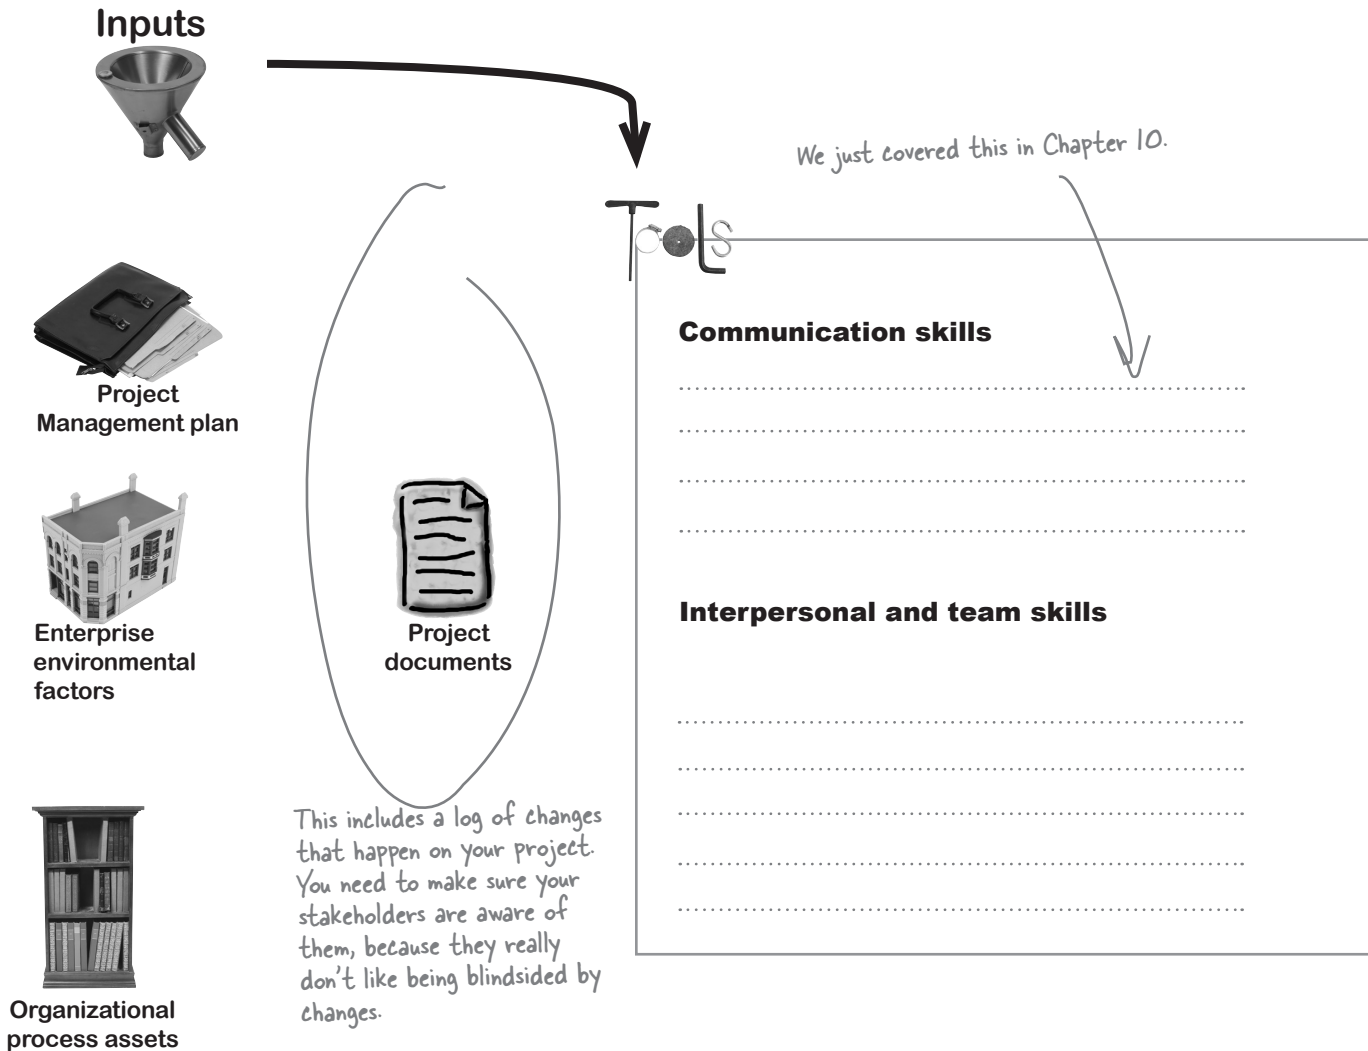 Inputs
We just covered this in Chapter 10.
Tools
Project
Management plan
Communication skills
Enterprise
environmental
factors
Project
documents
Interpersonal and team skills
This includes a log of changes
that happen on your project.
You need to make sure your
stakeholders are aware of
them, because they really
don't like being blindsided by
changes.
Organizational
process assets